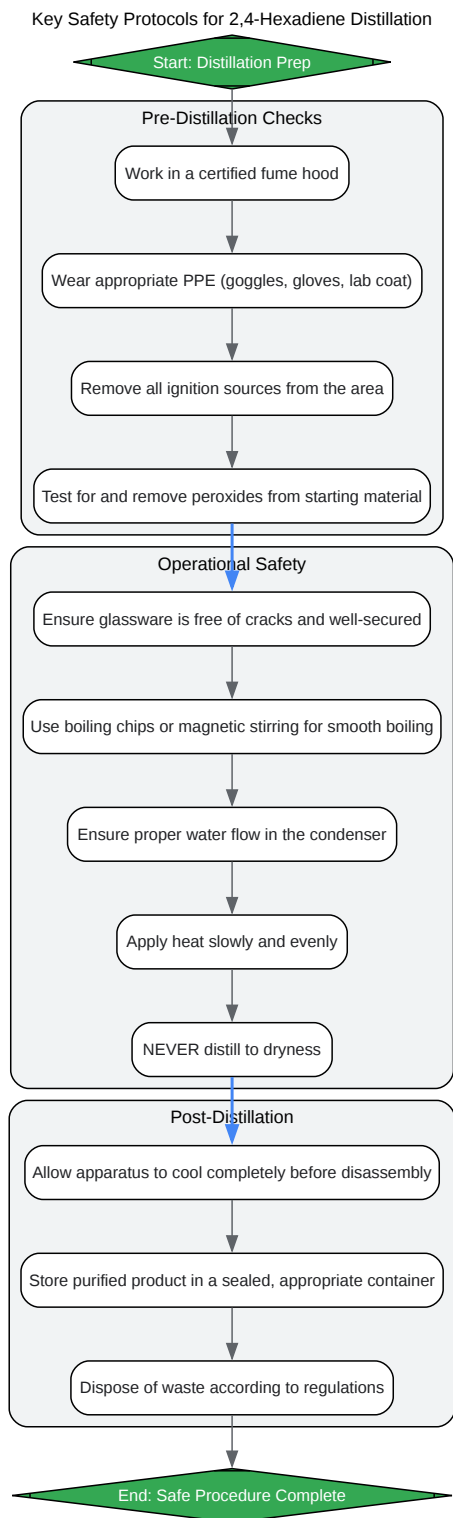 Key Safety Protocols for 2,4-Hexadiene Distillation
Start: Distillation Prep
Pre-Distillation Checks
Work in a certified fume hood
Wear appropriate PPE (goggles, gloves, lab coat)
Remove all ignition sources from the area
Test for and remove peroxides from starting material
Operational Safety
Ensure glassware is free of cracks and well-secured
Use boiling chips or magnetic stirring for smooth boiling
Ensure proper water flow in the condenser
Apply heat slowly and evenly
NEVER distill to dryness
Post-Distillation
Allow apparatus to cool completely before disassembly
Store purified product in a sealed, appropriate container
Dispose of waste according to regulations
End: Safe Procedure Complete